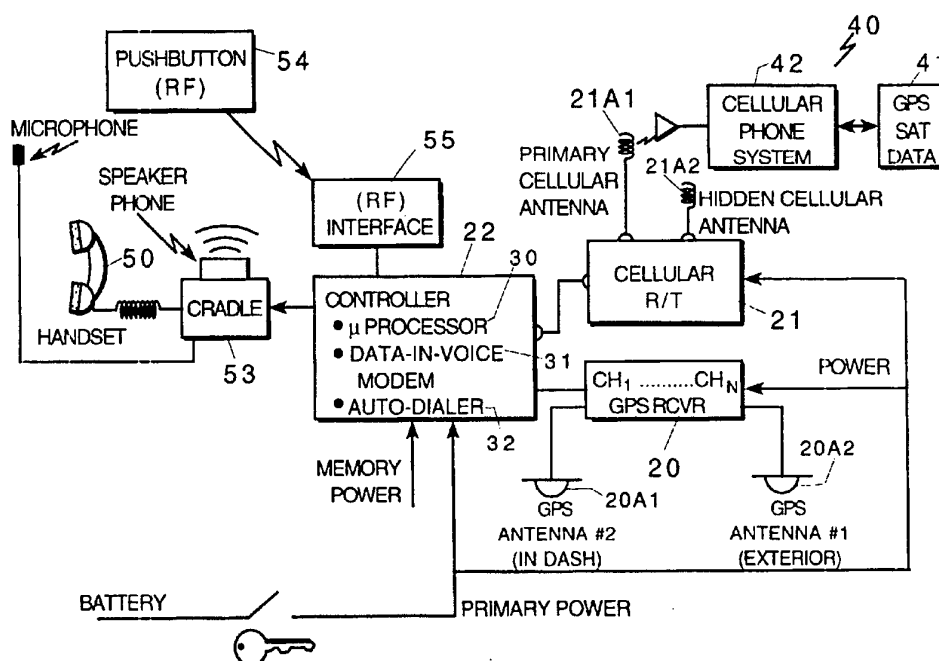 40
41
54
PUSHBUTTON
(RF)
42
CELLULAR
PHONE
SYSTEM
GPS
SAT
DATA
21A1
MICROPHONE
55
PRIMARY
CELLULAR
ANTENNA
21A2
HIDDEN CELLULAR
ANTENNA
SPEAKER
PHONE
(RF)
INTERFACE
22
50
30
CELLULAR
R/T
21
CONTROLLER
• μ PROCESSOR
• DATA-IN-VOICE
MODEM
• AUTO-DIALER
31
32
CRADLE
HANDSET
53
POWER
CH1 ..........CHN
GPS RCVR
20
20A2
MEMORY
POWER
20A1
GPS
ANTENNA #2
(IN DASH)
GPS
ANTENNA #1
(EXTERIOR)
BATTERY
PRIMARY POWER